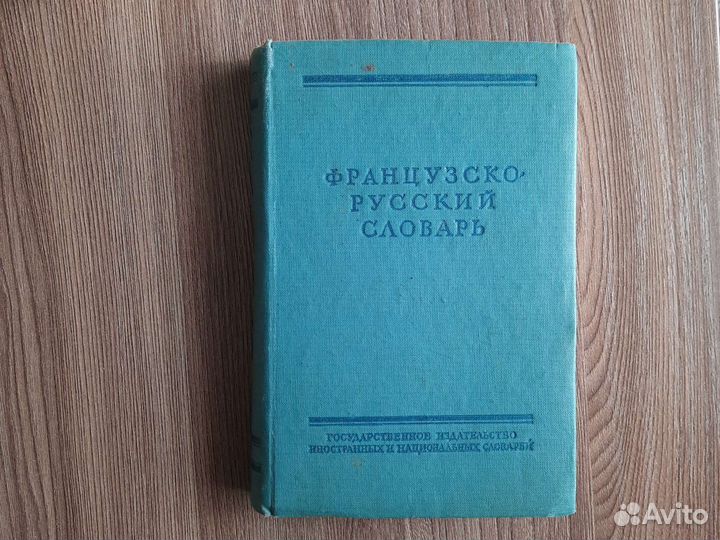 ФРАНЦУЗСКО-
РУССКИЙ
СЛОВАРЬ
ГОСУДАРСТВЕННОЕ ИЗДАТЕЛЬСТВО
ИНОСТРАННЫХ И НАЦИОНАЛЬНЫХ СЛОВАРЕЙ
Avito